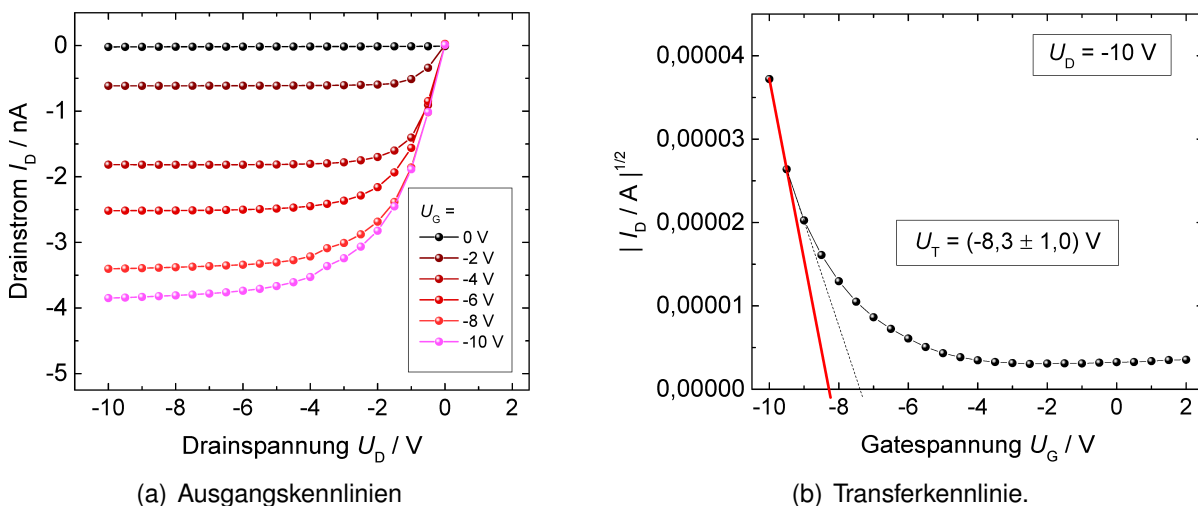 0
-1
-2
-3
-4
-5
Drainstrom I_D / nA
-10 -8 -6 -4 -2 0 2
Drainspannung U_D / V
U_G =
0 V
-2 V
-4 V
-6 V
-8 V
-10 V
(a) Ausgangskennlinien
0,00004
0,00003
0,00002
0,00001
0,00000
| I_D / A |^1/2
U_D = -10 V
U_T = (-8,3 ± 1,0) V
-10 -8 -6 -4 -2 0 2
Gatespannung U_G / V
(b) Transferkennlinie.